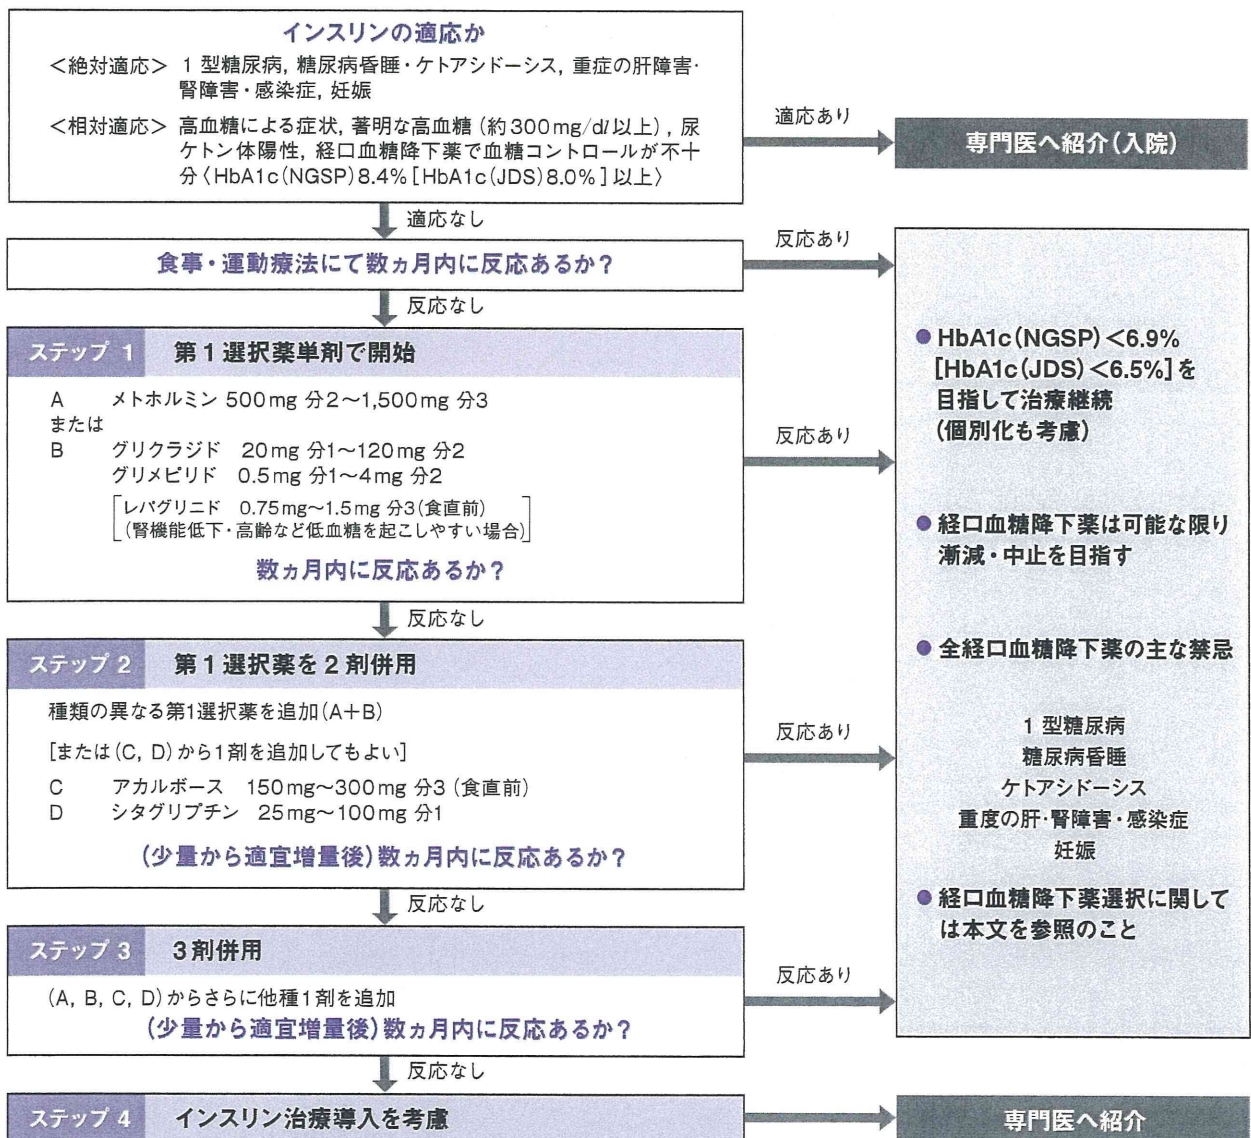 インスリンの適応か
<絶対適応> 1 型糖尿病, 糖尿病昏睡・ケトアシドーシス, 重症の肝障害・
腎障害・感染症, 妊娠
<相対適応> 高血糖による症状, 著明な高血糖 (約300mg/dl以上) , 尿
ケトン体陽性, 経口血糖降下薬で血糖コントロールが不十
分〈HbA1c(NGSP)8.4%[HbA1c(JDS)8.0%]以上〉
適応あり
専門医へ紹介(入院)
適応なし
食事・運動療法にて数ヵ月内に反応あるか？
反応あり
反応なし
ステップ 1 第1選択薬単剤で開始
A メトホルミン 500mg 分2～1,500mg 分3
または
B グリクラジド 20mg 分1～120mg 分2
グリメピリド 0.5mg 分1～4mg 分2
[レパグリニド 0.75mg～1.5mg 分3(食直前)
(腎機能低下・高齢など低血糖を起こしやすい場合)]
数ヵ月内に反応あるか？
反応あり
反応なし
ステップ 2 第1選択薬を2剤併用
種類の異なる第1選択薬を追加(A+B)
[または(C, D)から1剤を追加してもよい]
C アカルボース 150mg～300mg 分3 (食直前)
D シタグリプチン 25mg～100mg 分1
(少量から適宜増量後)数ヵ月内に反応あるか？
反応あり
反応なし
ステップ 3 3剤併用
(A, B, C, D)からさらに他種1剤を追加
(少量から適宜増量後)数ヵ月内に反応あるか？
反応あり
反応なし
ステップ 4 インスリン治療導入を考慮
専門医へ紹介
● HbA1c(NGSP)<6.9%
[HbA1c(JDS)<6.5%]を
目指して治療継続
(個別化も考慮)
● 経口血糖降下薬は可能な限り
漸減・中止を目指す
● 全経口血糖降下薬の主な禁忌
1 型糖尿病
糖尿病昏睡
ケトアシドーシス
重度の肝・腎障害・感染症
妊娠
● 経口血糖降下薬選択に関して
は本文を参照のこと